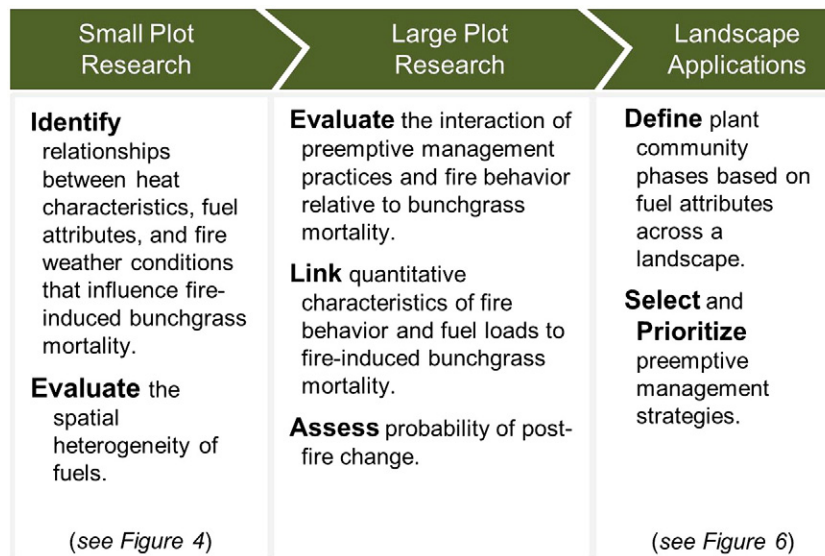 Small Plot
Research
Large Plot
Research
Landscape
Applications
Identify
relationships
between heat
characteristics, fuel
attributes, and fire
weather conditions
that influence fire-
induced bunchgrass
mortality.
Evaluate the
spatial
heterogeneity of
fuels.
(see Figure 4)
Evaluate the interaction of
preemptive management
practices and fire behavior
relative to bunchgrass
mortality.
Link quantitative
characteristics of fire
behavior and fuel loads to
fire-induced bunchgrass
mortality.
Assess probability of post-
fire change.
Define plant
community
phases based on
fuel attributes
across a
landscape.
Select and
Prioritize
preemptive
management
strategies.
(see Figure 6)